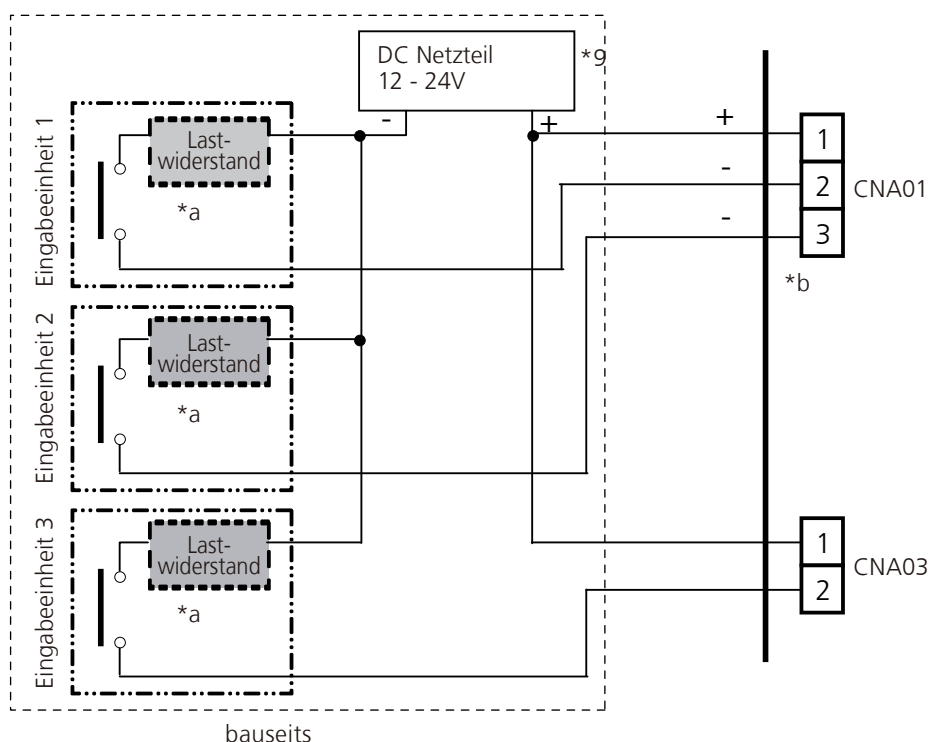 DC Netzteil
12 - 24V
*9
-
+
Eingabeeinheit 1
Last-
widerstand
*a
+
1
-
2
CNA01
-
3
*b
Eingabeeinheit 2
Last-
widerstand
*a
Eingabeeinheit 3
Last-
widerstand
*a
1
CNA03
2
bauseits